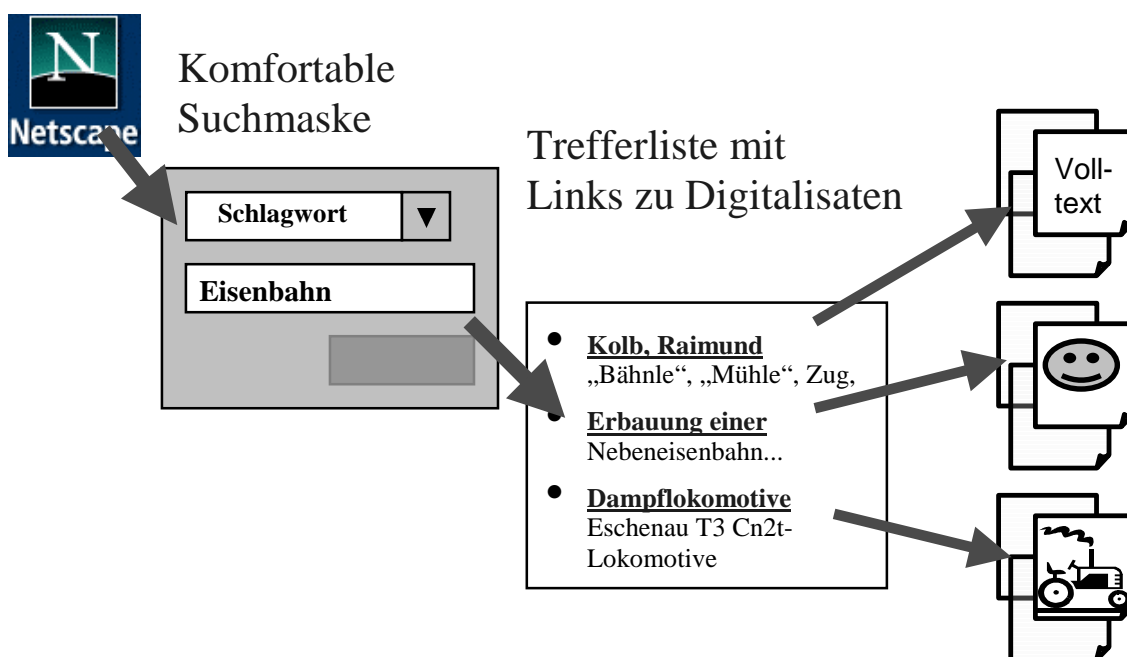 N
Netscape
Komfortable
Suchmaske
Schlagwort
Eisenbahn
Trefferliste mit
Links zu Digitalisaten
Kolb, Raimund
„Bähnle“, „Mühle“, Zug,
Erbauung einer
Nebeneisenbahn...
Dampflokomotive
Eschenau T3 Cn2t-
Lokomotive
Voll-
text